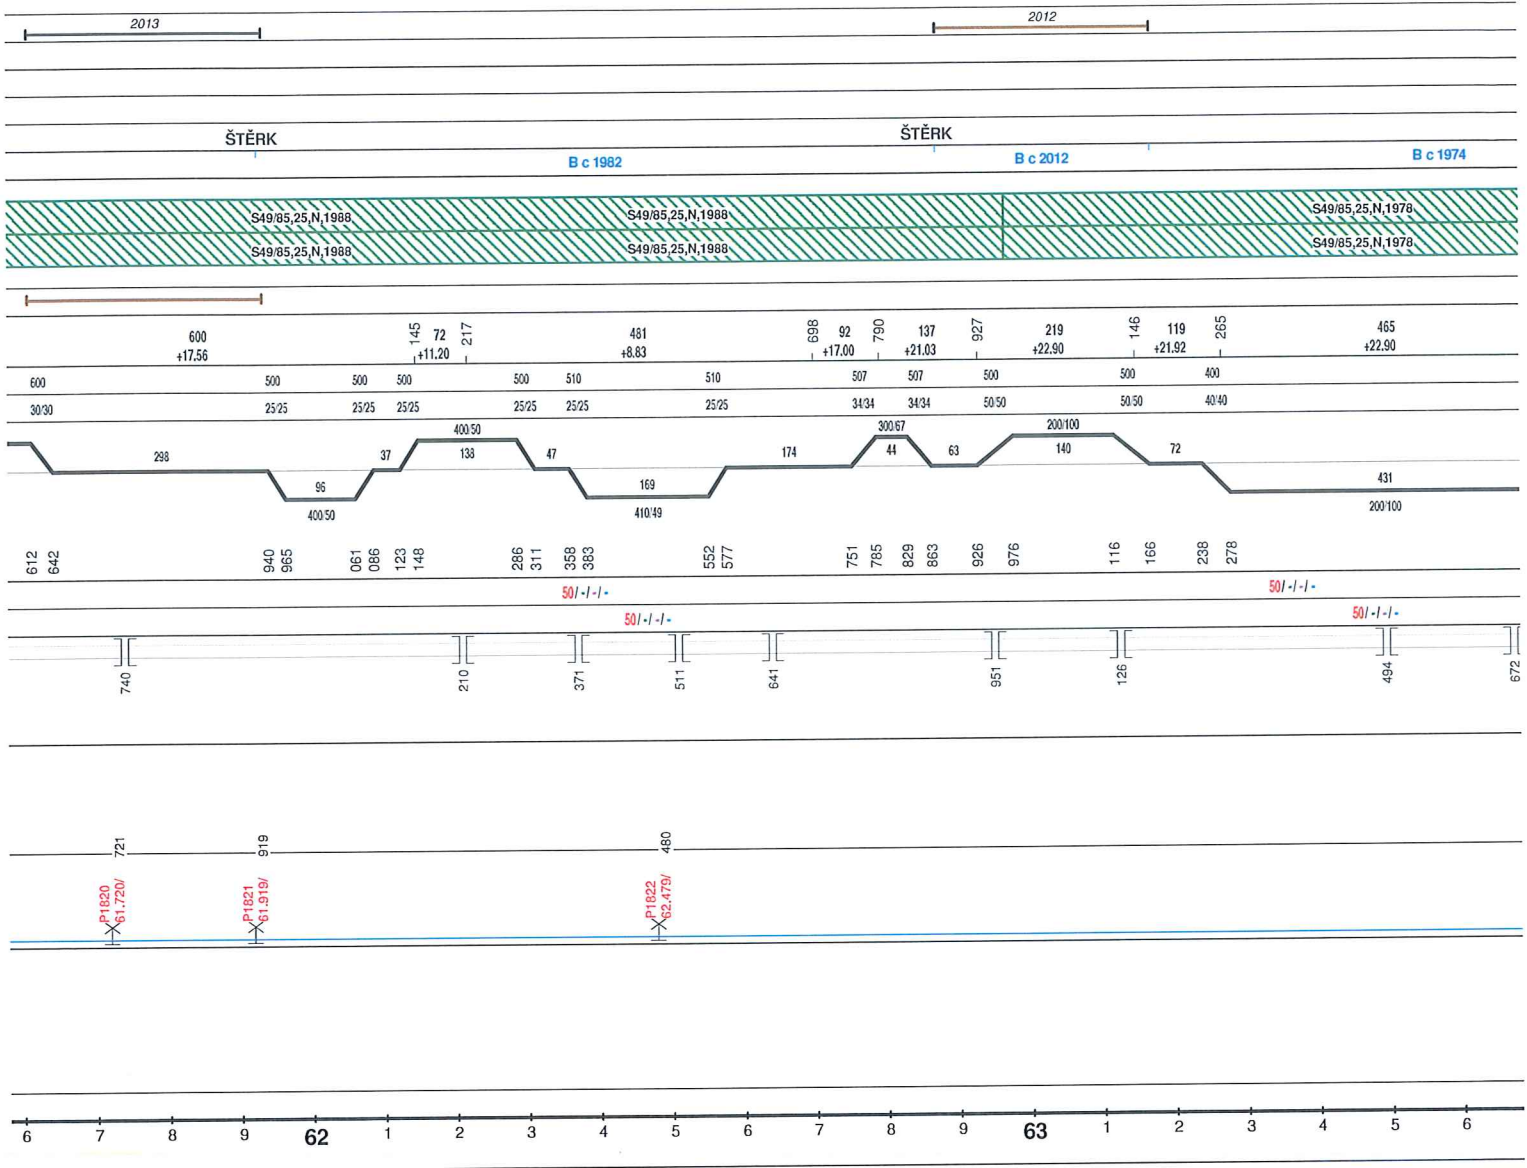 2013 2012
ŠTĚRK ŠTĚRK
B c 1982 B c 2012 B c 1974
S49/85,25,N,1988 S49/85,25,N,1988 S49/85,25,N,1978
S49/85,25,N,1988 S49/85,25,N,1988 S49/85,25,N,1978
600 145 72 217 481 698 92 790 137 927 219 146 119 265 465
+17.56 +11.20 +8.83 +17.00 +21.03 +22.90 +21.92 +22.90
600 500 500 500 500 510 510 507 507 500 500 400
30/30 25/25 25/25 25/25 25/25 25/25 25/25 34/34 34/34 50/50 50/50 40/40
400/50 300/67 200/100
298 37 138 47 174 44 63 140 72
96 169 431
400/50 410/49 200/100
612 642 940 965 061 086 123 148 286 311 358 383 552 577 751 785 829 863 926 976 116 166 238 278
50/-/-/- 50/-/-/-
50/-/-/- 50/-/-/-
740 210 371 511 641 951 126 494 672
721 919 480
P1820 P1821 P1822
61.720/ 61.919/ 62.479/
6 7 8 9 62 1 2 3 4 5 6 7 8 9 63 1 2 3 4 5 6